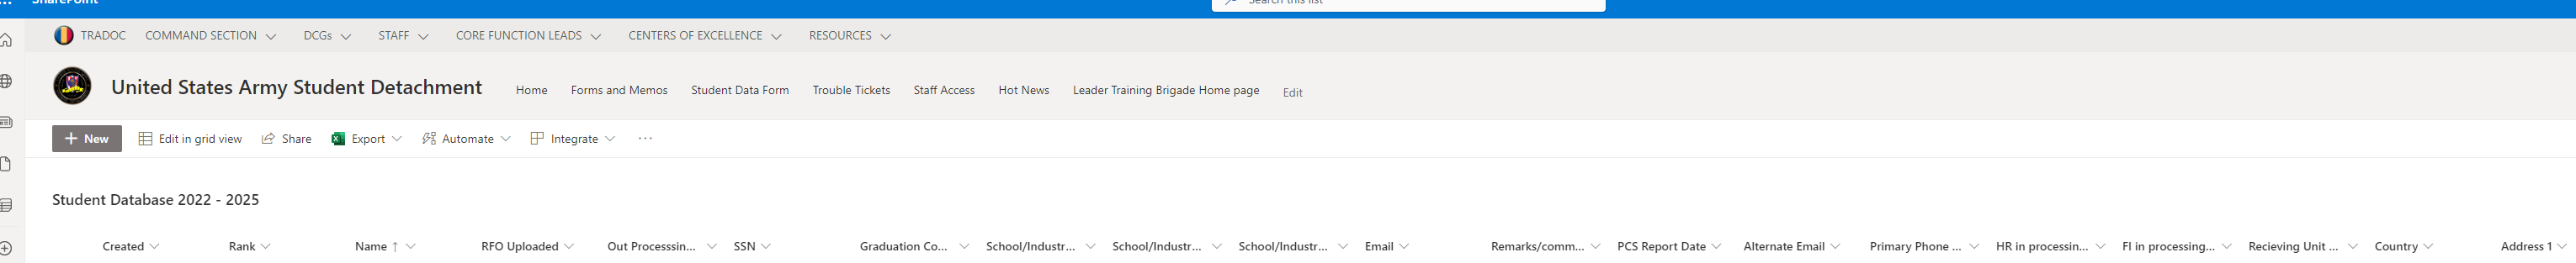 SharePoint
Search this list
TRADOC COMMAND SECTION DCGs STAFF CORE FUNCTION LEADS CENTERS OF EXCELLENCE RESOURCES
United States Army Student Detachment Home Forms and Memos Student Data Form Trouble Tickets Staff Access Hot News Leader Training Brigade Home page Edit
New Edit in grid view Share Export Automate Integrate ...
Student Database 2022 - 2025
Created Rank Name ↑ RFO Uploaded Out Processsin... SSN Graduation Co... School/Industr... School/Industr... School/Industr... Email Remarks/comm... PCS Report Date Alternate Email Primary Phone ... HR in processin... FI in processing... Recieving Unit ... Country Address 1